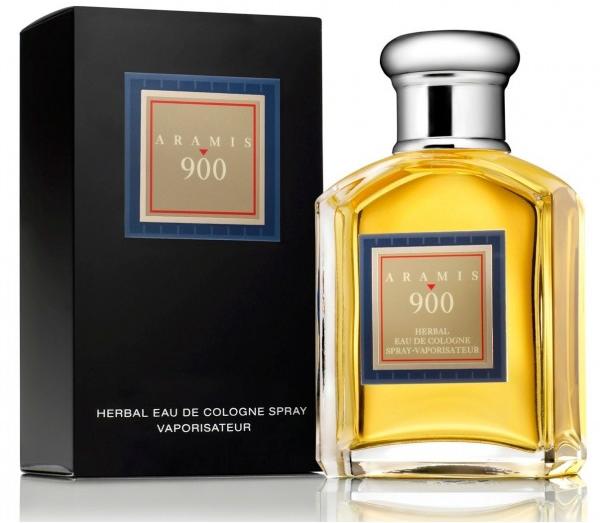 ARAMIS
900
HERBAL EAU DE COLOGNE SPRAY
VAPORISATEUR
ARAMIS
900
HERBAL
EAU DE COLOGNE
SPRAY-VAPORISATEUR